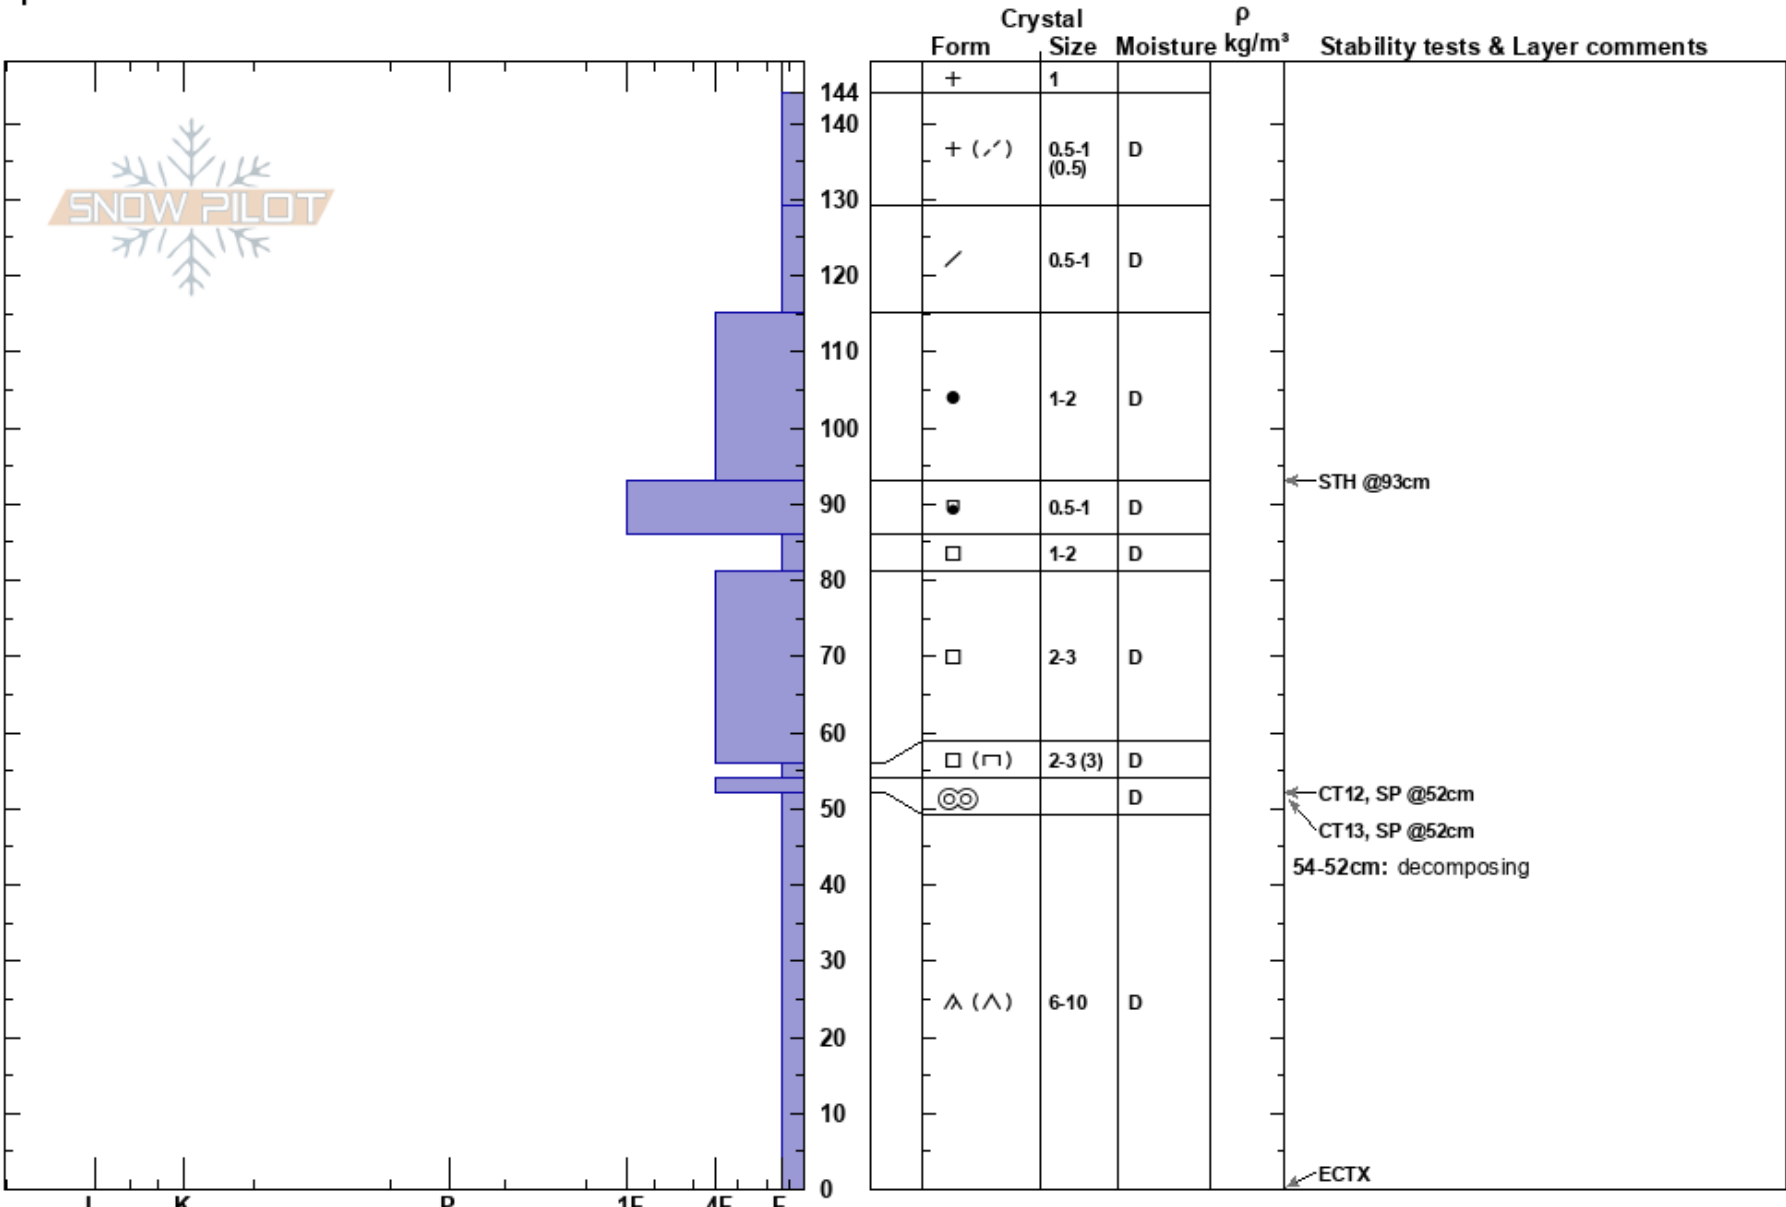 Crystal ρ
Form Size Moisture kg/m³ Stability tests & Layer comments
+ 1
144
140
+ ( ) 0.5-1 D
(0.5)
SNOW PILOT
130
0.5-1 D
120
110
1-2 D
100
STH @93cm
90 0.5-1 D
1-2 D
80
70 2-3 D
60
( ) 2-3 (3) D
D CT12, SP @52cm
50
CT13, SP @52cm
54-52cm: decomposing
40
30
( ) 6-10 D
20
10
ECTX
0
I K P 1F 4F F